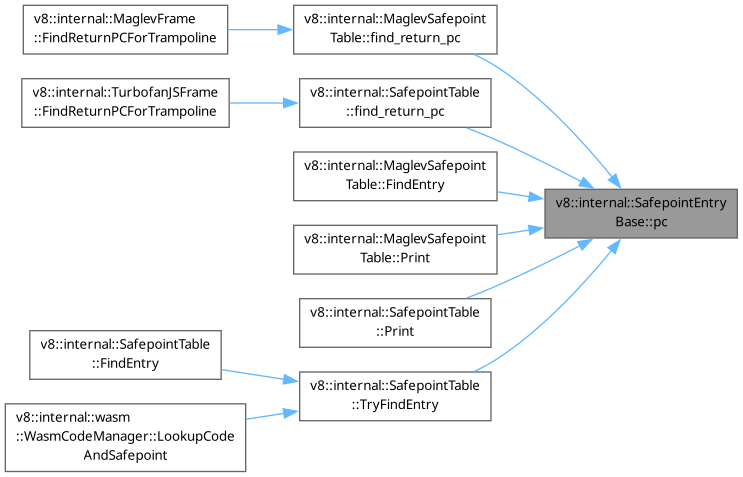 v8::internal::MaglevFrame
::FindReturnPCForTrampoline
v8::internal::MaglevSafepoint
Table::find_return_pc
v8::internal::TurbofanJSFrame
::FindReturnPCForTrampoline
v8::internal::SafepointTable
::find_return_pc
v8::internal::MaglevSafepoint
Table::FindEntry
v8::internal::SafepointEntry
Base::pc
v8::internal::MaglevSafepoint
Table::Print
v8::internal::SafepointTable
::Print
v8::internal::SafepointTable
::FindEntry
v8::internal::SafepointTable
::TryFindEntry
v8::internal::wasm
::WasmCodeManager::LookupCode
AndSafepoint